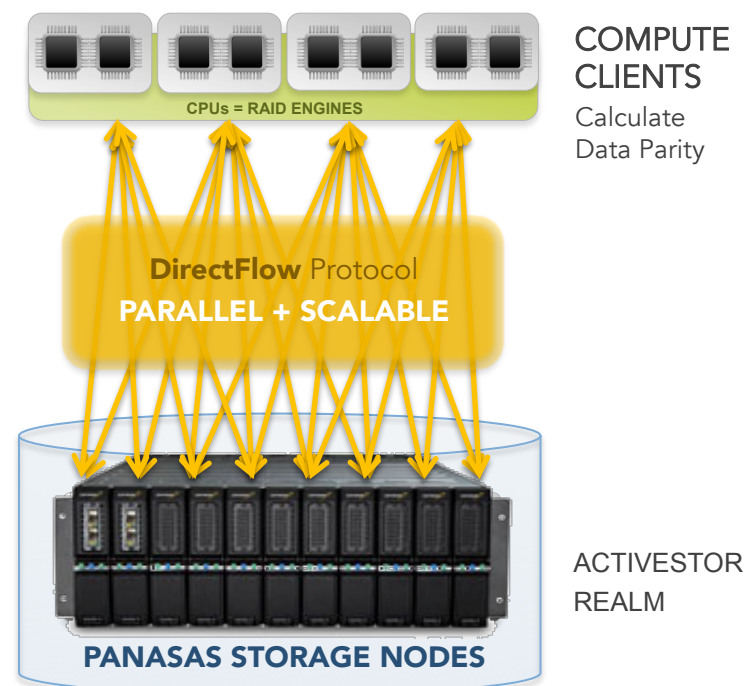 COMPUTE
CLIENTS
Calculate
Data Parity
CPUs = RAID ENGINES
DirectFlow Protocol
PARALLEL + SCALABLE
ACTIVESTOR
REALM
PANASAS STORAGE NODES